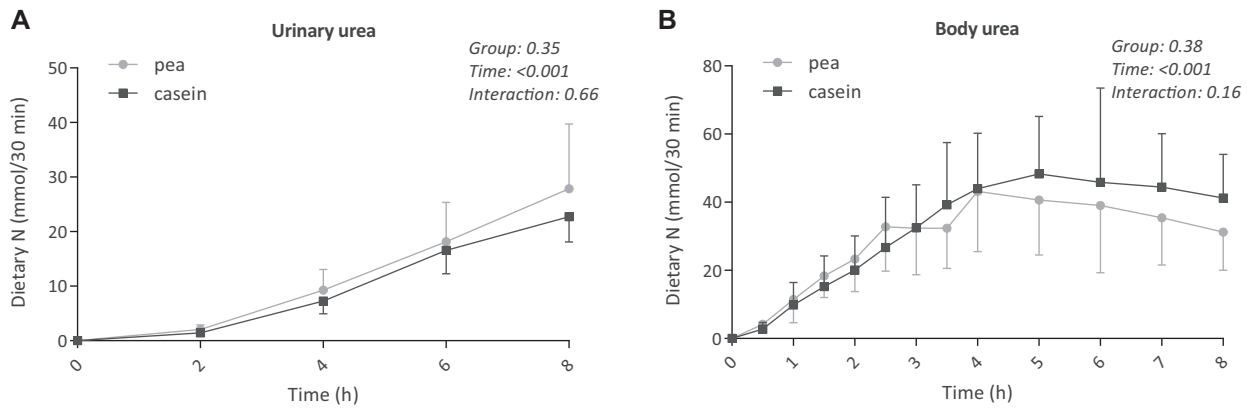 A
Urinary urea
Group: 0.35
Time: <0.001
Interaction: 0.66
pea
casein
Dietary N (mmol/30 min)
50
40
30
20
10
0
0 2 4 6 8
Time (h)
B
Body urea
Group: 0.38
Time: <0.001
Interaction: 0.16
pea
casein
Dietary N (mmol/30 min)
80
60
40
20
0
0 1 2 3 4 5 6 7 8
Time (h)